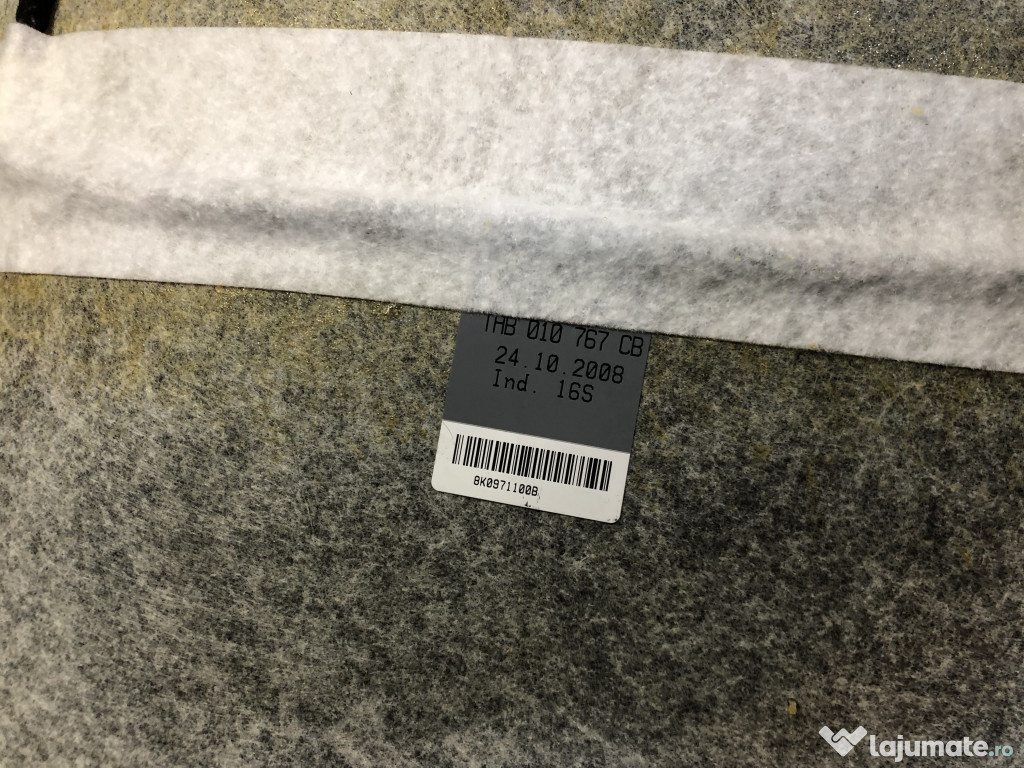 THB 010 767 CB
24.10.2008
Ind. 16S
8K0971100B
lajumate.ro